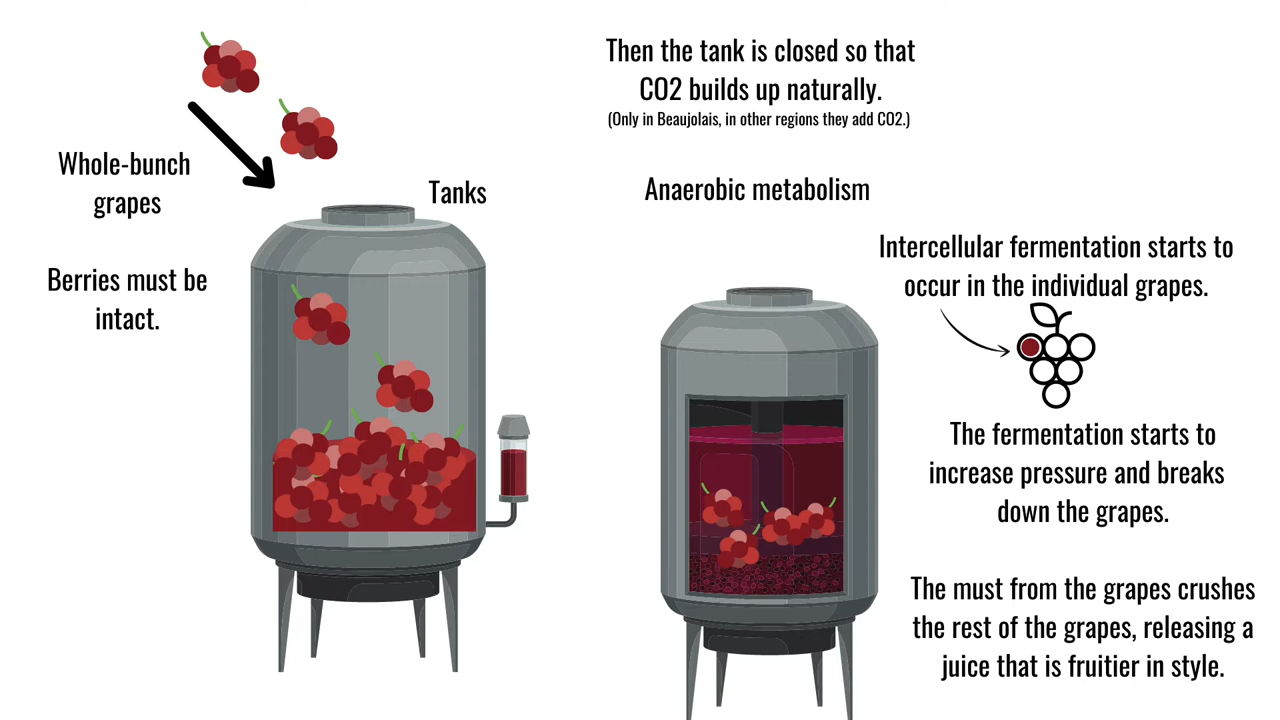 Whole-bunch
grapes
Berries must be
intact.
Tanks
Then the tank is closed so that
CO2 builds up naturally.
(Only in Beaujolais, in other regions they add CO2.)
Anaerobic metabolism
Intercellular fermentation starts to
occur in the individual grapes.
The fermentation starts to
increase pressure and breaks
down the grapes.
The must from the grapes crushes
the rest of the grapes, releasing a
juice that is fruitier in style.